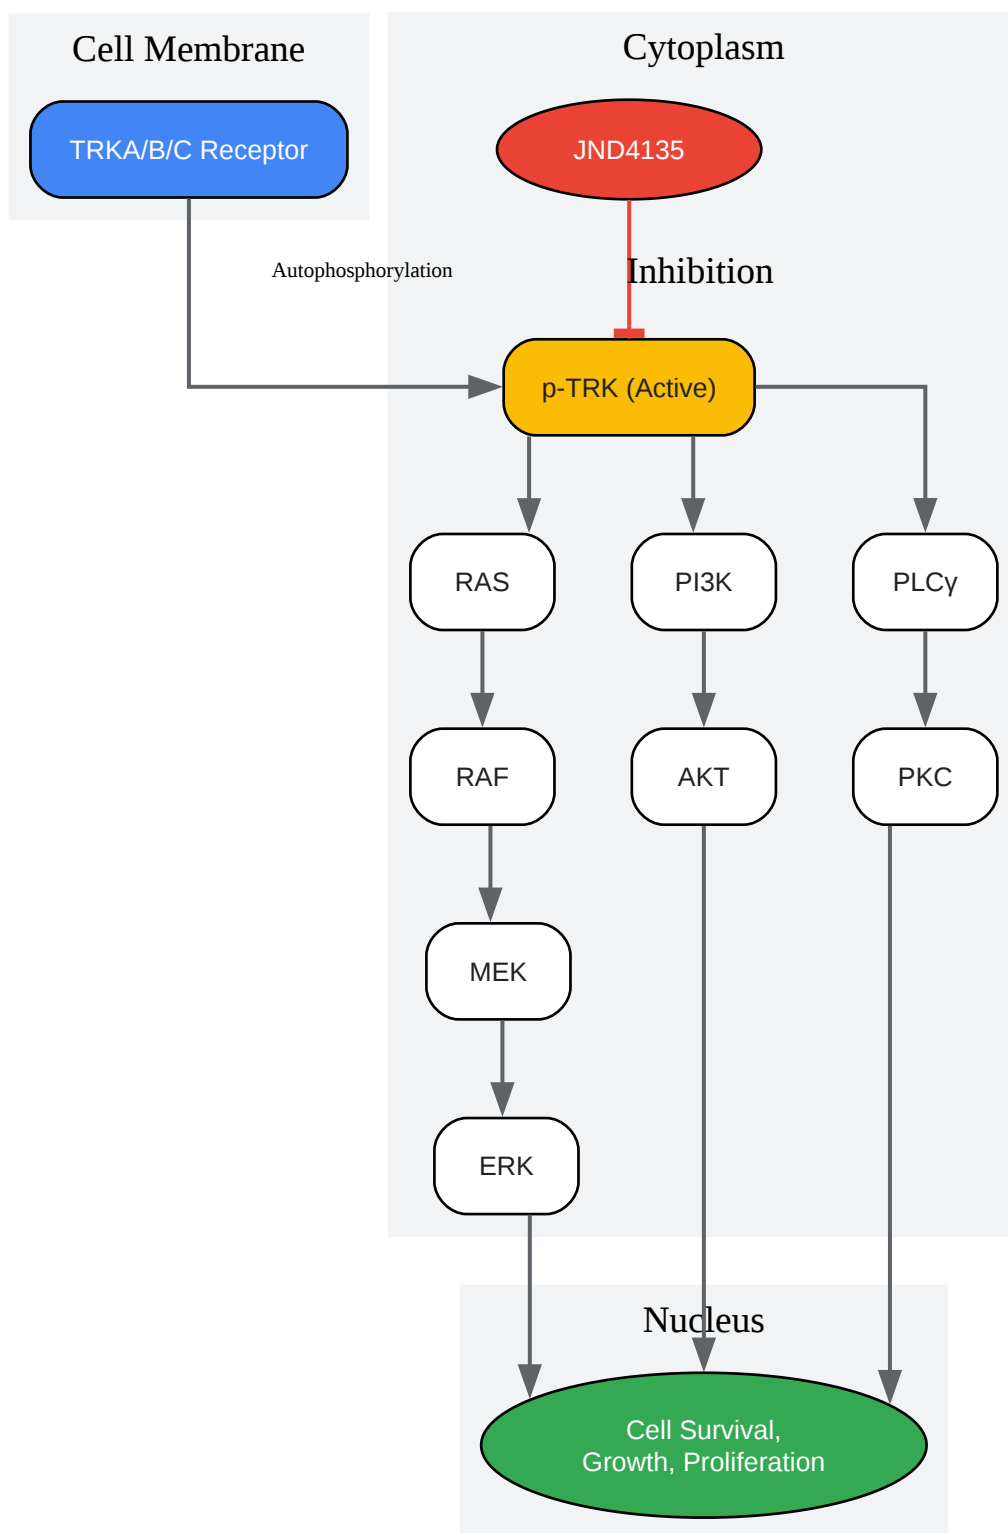 Cell Membrane
Cytoplasm
TRKA/B/C Receptor
JND4135
Autophosphorylation
Inhibition
p-TRK (Active)
RAS
PI3K
PLCγ
RAF
AKT
PKC
MEK
ERK
Nucleus
Cell Survival,
Growth, Proliferation